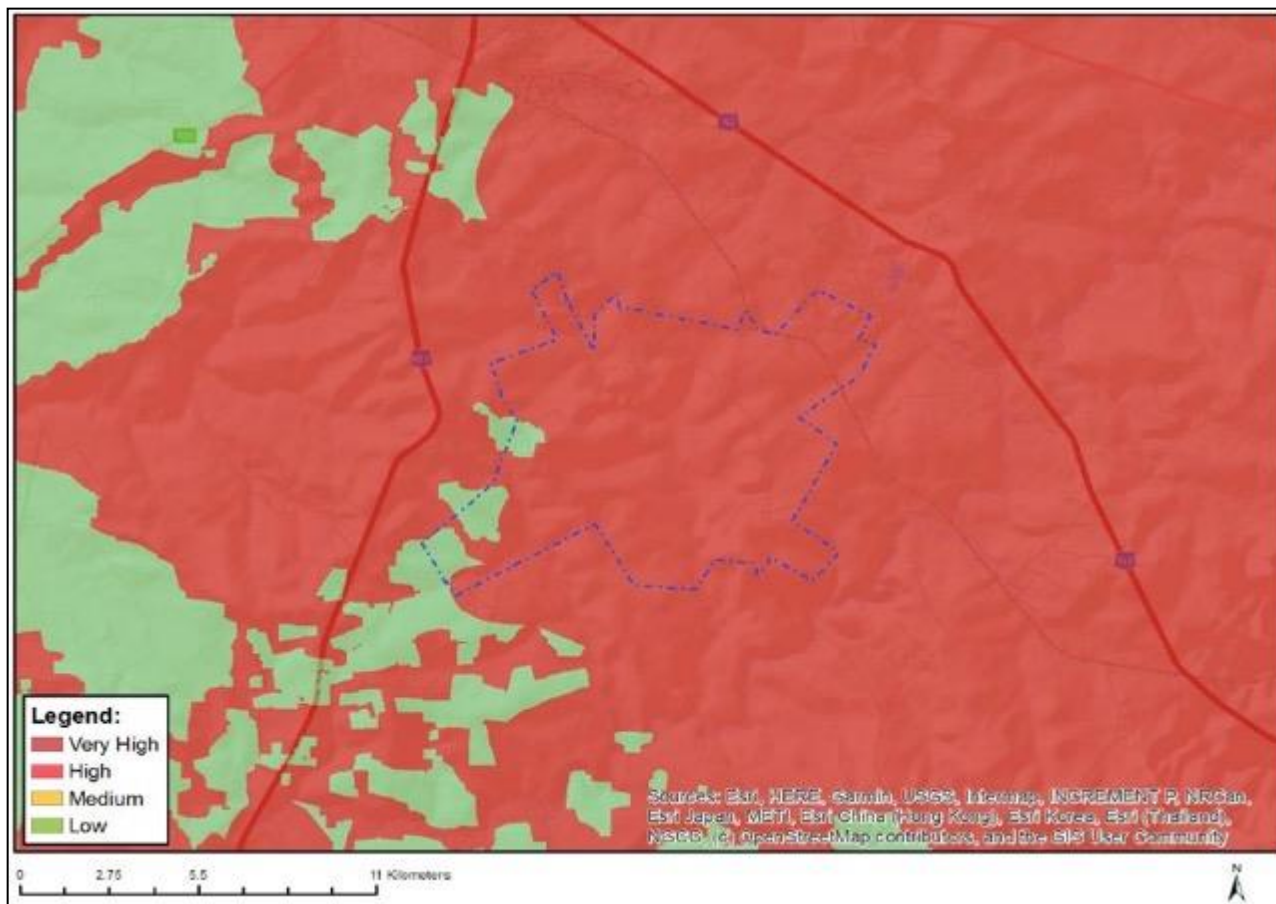 Legend:
Very High
High
Medium
Low
Sources: Esri, HERE, Garmin, USGS, Intermap, INCREMENT P, NRCan,
Esri Japan, METI, Esri China (Hong Kong), Esri Korea, Esri (Thailand),
NGCC, (c) OpenStreetMap contributors, and the GIS User Community
0 2.75 5.5 11 Kilometers
N